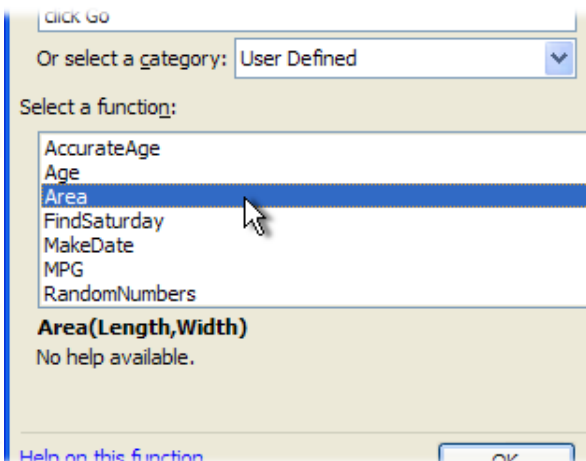 click Go
Or select a category: User Defined
Select a function:
AccurateAge
Age
Area
FindSaturday
MakeDate
MPG
RandomNumbers
Area(Length,Width)
No help available.
Help on this function
OK